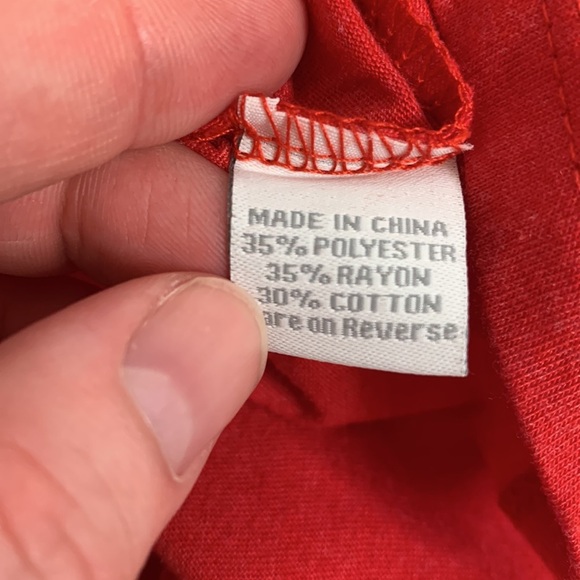 MADE IN CHINA
35% POLYESTER
35% RAYON
30% COTTON
are on Reverse